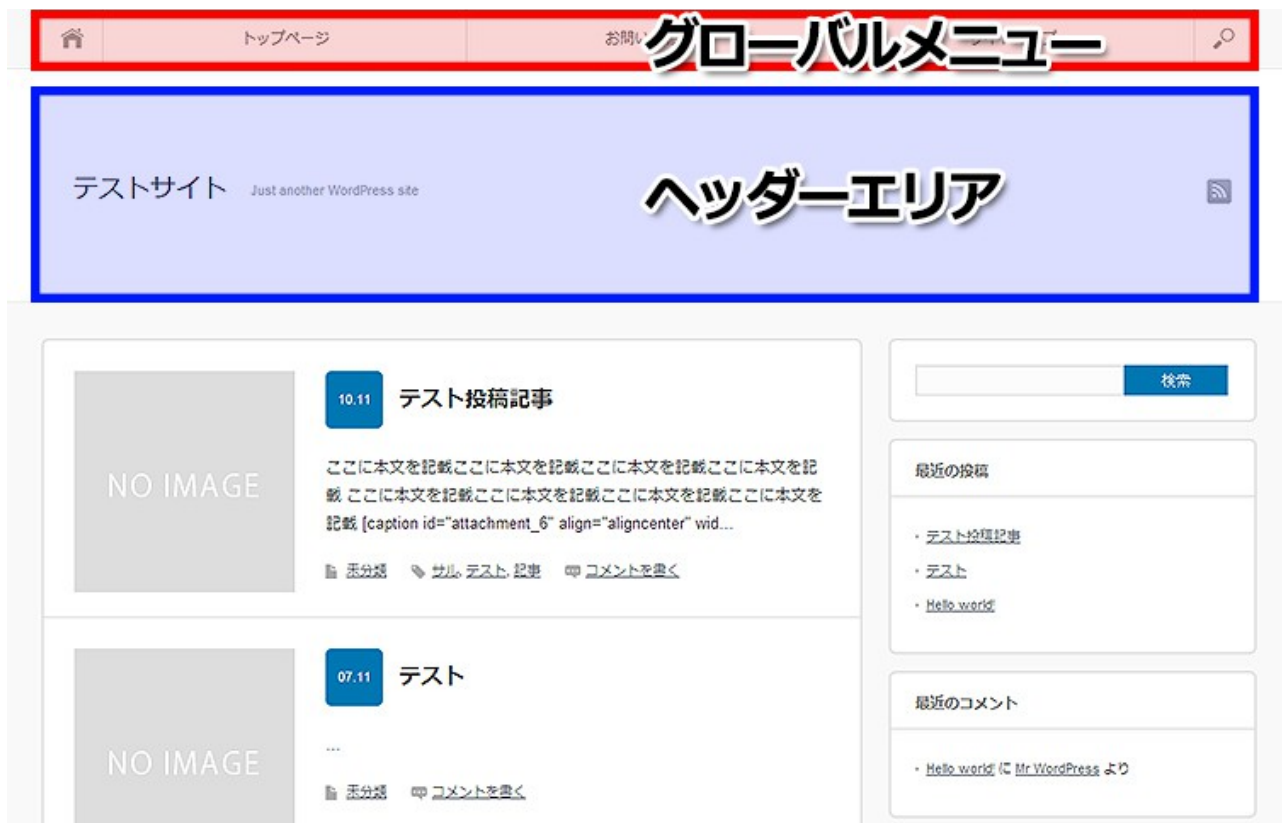 トップページ
お問い
グローバルメニュー
テストサイト
Just another WordPress site
ヘッダーエリア
NO IMAGE
10.11
テスト投稿記事
ここに本文を記載ここに本文を記載ここに本文を記載ここに本文を記
載 ここに本文を記載ここに本文を記載ここに本文を記載ここに本文を
記載 [caption id="attachment_6" align="aligncenter" wid...
未分類 サル, テスト, 記事 コメントを書く
NO IMAGE
07.11
テスト
...
未分類 コメントを書く
検索
最近の投稿
テスト投稿記事
テスト
Hello world!
最近のコメント
Hello world! に Mr WordPress より